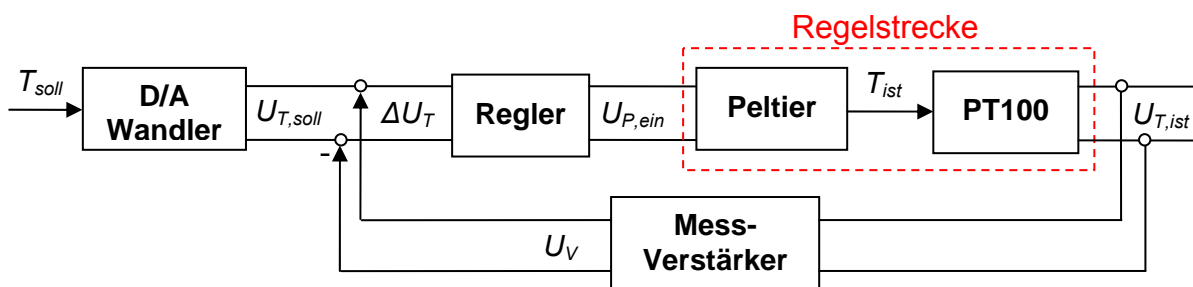 Regelstrecke
T_soll
D/A
Wandler
U_T,soll
ΔU_T
Regler
U_P,ein
Peltier
T_ist
PT100
U_T,ist
-
U_V
Mess-
Verstärker